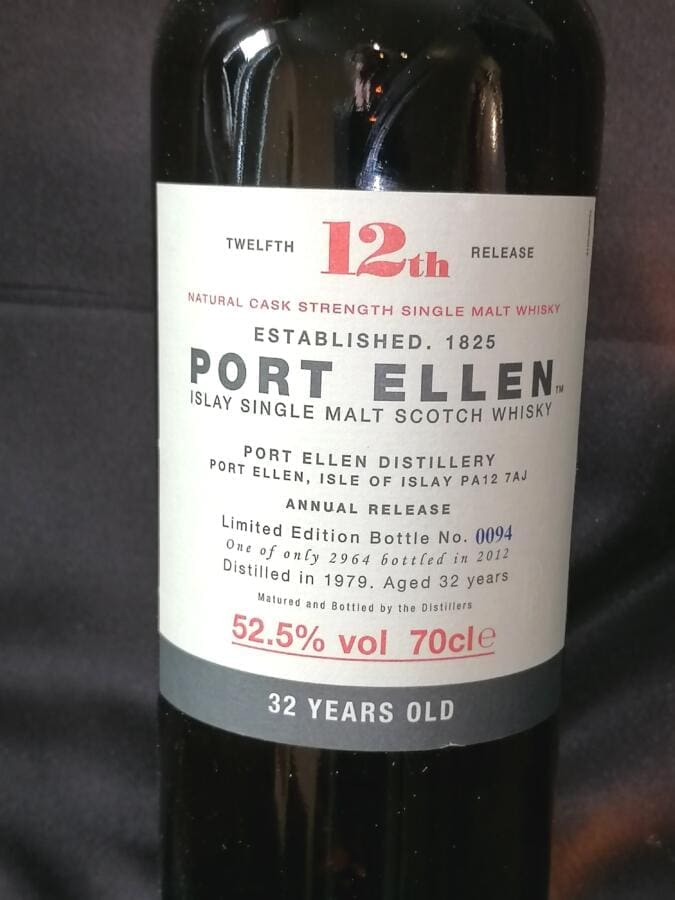 TWELFTH 12th RELEASE
NATURAL CASK STRENGTH SINGLE MALT WHISKY
ESTABLISHED. 1825
PORT ELLEN™
ISLAY SINGLE MALT SCOTCH WHISKY
PORT ELLEN DISTILLERY
PORT ELLEN, ISLE OF ISLAY PA12 7AJ
ANNUAL RELEASE
Limited Edition Bottle No. 0094
One of only 2964 bottled in 2012
Distilled in 1979. Aged 32 years
Matured and Bottled by the Distillers
52.5% vol 70cl e
32 YEARS OLD